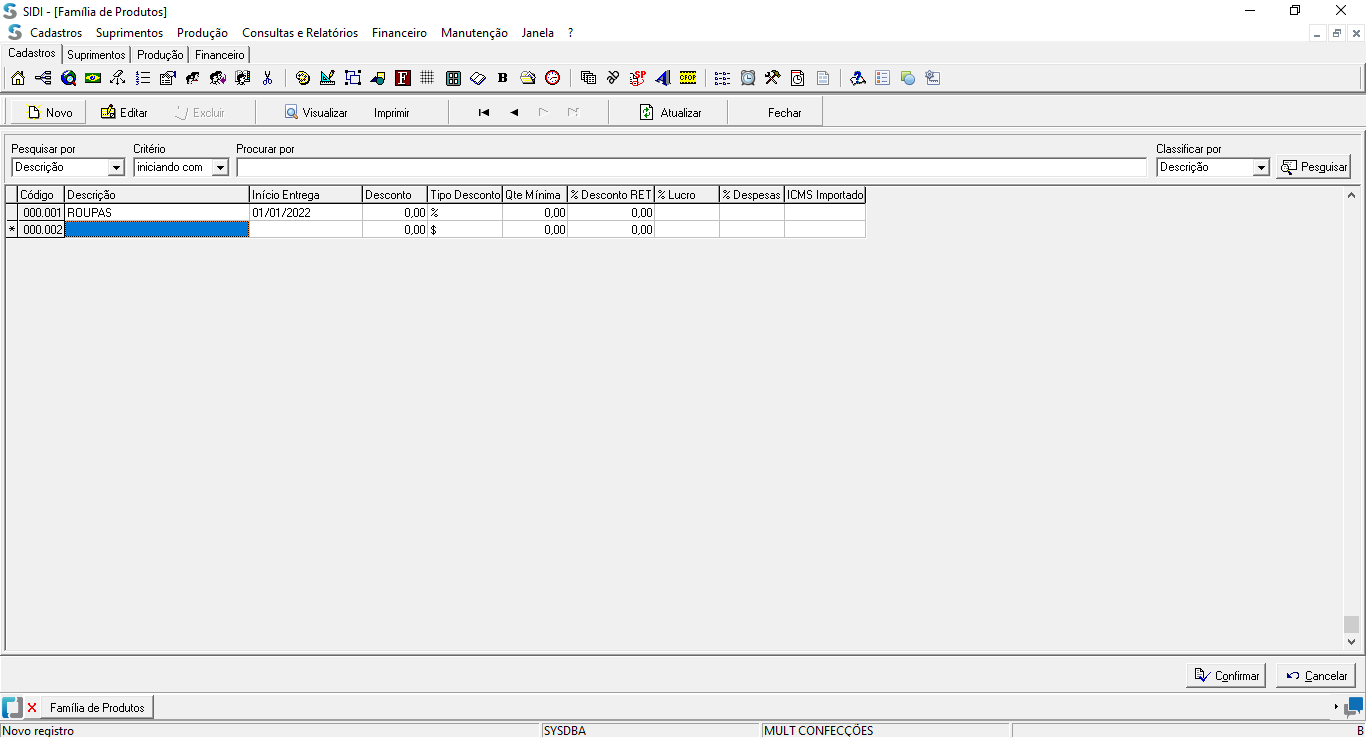 SIDI - [Família de Produtos]
Cadastros Suprimentos Produção Consultas e Relatórios Financeiro Manutenção Janela ?
Cadastros Suprimentos Produção Financeiro
F B SP CFOP
Novo Editar Excluir Visualizar Imprimir Atualizar Fechar
Pesquisar por Critério Procurar por Classificar por
Descrição iniciando com Descrição Pesquisar
Código Descrição Início Entrega Desconto Tipo Desconto Qte Mínima % Desconto RET % Lucro % Despesas ICMS Importado
000.001 ROUPAS 01/01/2022 0,00 % 0,00 0,00
* 000.002 0,00 $ 0,00 0,00
Confirmar Cancelar
Família de Produtos
Novo registro SYSDBA MULT CONFECÇÕES B